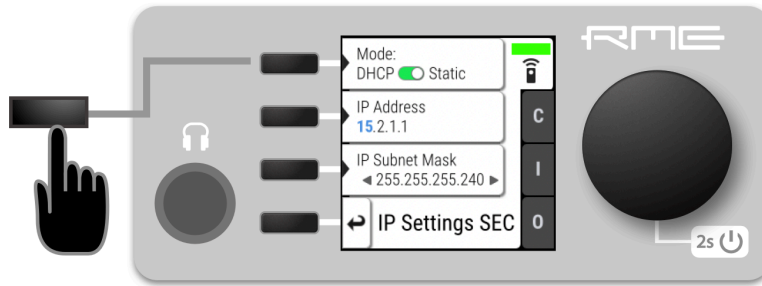 RME
Mode:
DHCP Static
IP Address
15.2.1.1
C
IP Subnet Mask
255.255.255.240
I
IP Settings SEC
O
2s